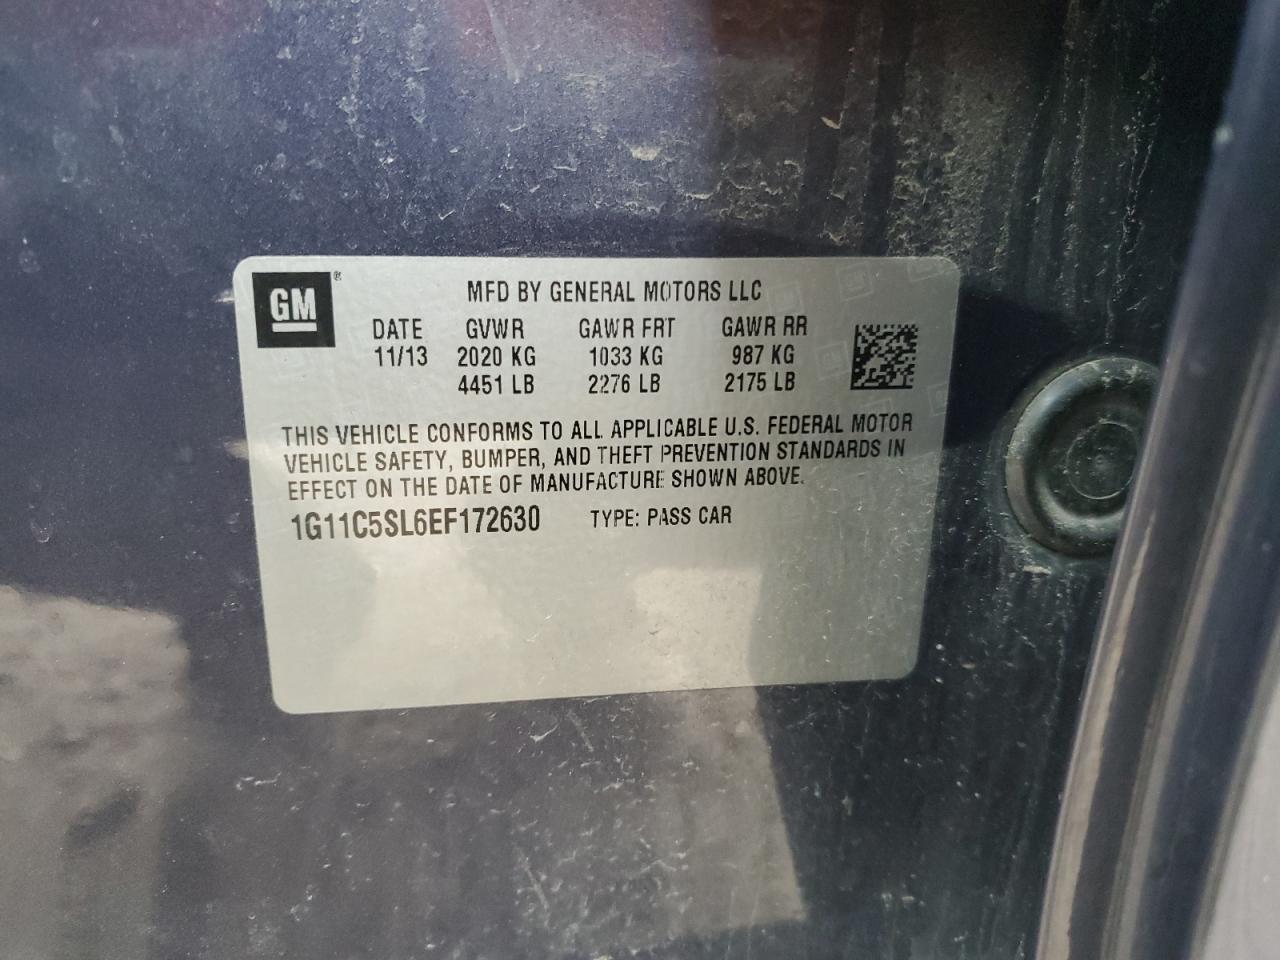 GM ®
MFD BY GENERAL MOTORS LLC
DATE GVWR GAWR FRT GAWR RR
11/13 2020 KG 1033 KG 987 KG
4451 LB 2276 LB 2175 LB
THIS VEHICLE CONFORMS TO ALL APPLICABLE U.S. FEDERAL MOTOR
VEHICLE SAFETY, BUMPER, AND THEFT PREVENTION STANDARDS IN
EFFECT ON THE DATE OF MANUFACTURE SHOWN ABOVE.
1G11C5SL6EF172630 TYPE: PASS CAR